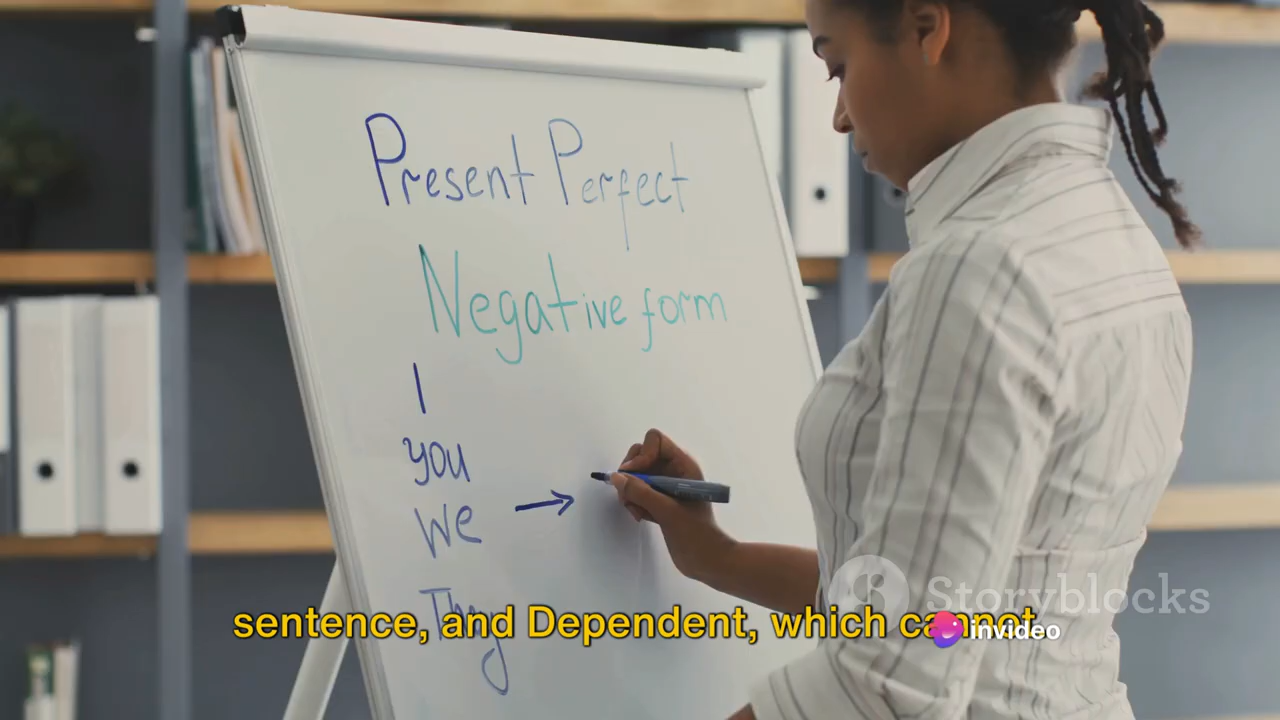 Present Perfect
Negative form
I
you
We →
They
sentence, and Dependent, which cannot
Storyblocks
invideo